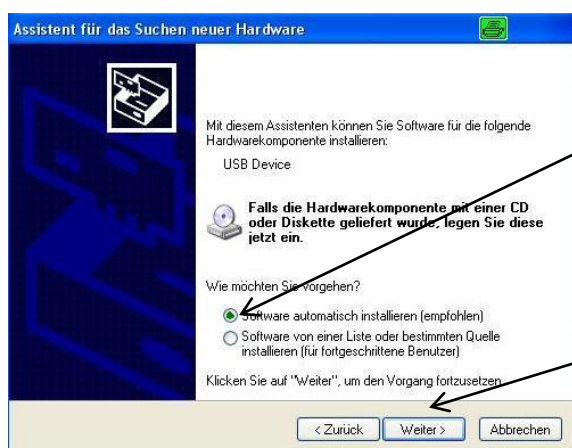 Assistent für das Suchen neuer Hardware
Mit diesem Assistenten können Sie Software für die folgende
Hardwarekomponente installieren:
USB Device
Falls die Hardwarekomponente mit einer CD
oder Diskette geliefert wurde, legen Sie diese
jetzt ein.
Wie möchten Sie vorgehen?
Software automatisch installieren (empfohlen)
Software von einer Liste oder bestimmten Quelle
installieren (für fortgeschrittene Benutzer)
Klicken Sie auf "Weiter", um den Vorgang fortzusetzen.
< Zurück Weiter > Abbrechen